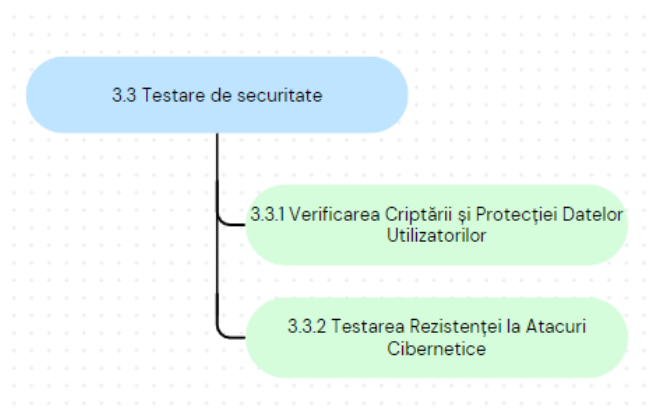 3.3 Testare de securitate
3.3.1 Verificarea Criptării și Protecției Datelor
Utilizatorilor
3.3.2 Testarea Rezistenței la Atacuri
Cibernetice